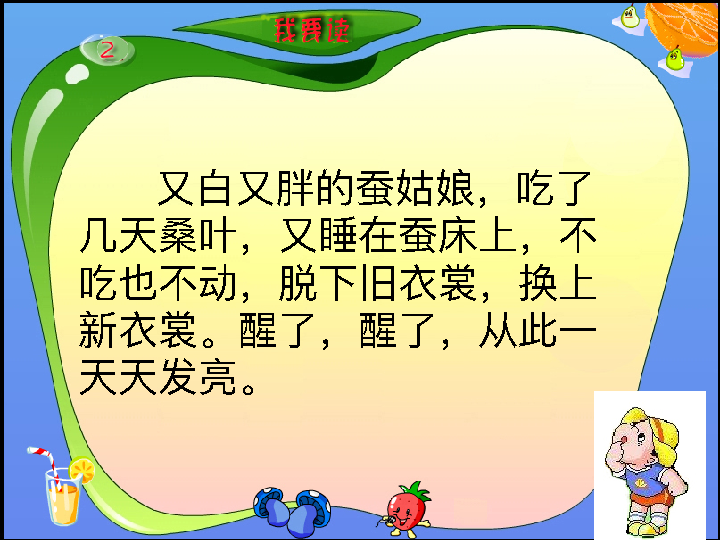 我要读
2
又白又胖的蚕姑娘，吃了
几天桑叶，又睡在蚕床上，不
吃也不动，脱下旧衣裳，换上
新衣裳。醒了，醒了，从此一
天天发亮。